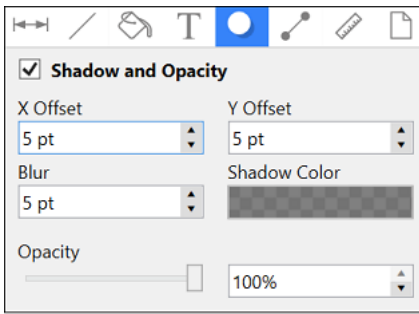 T
Shadow and Opacity
X Offset Y Offset
5 pt 5 pt
Blur Shadow Color
5 pt
Opacity
100%